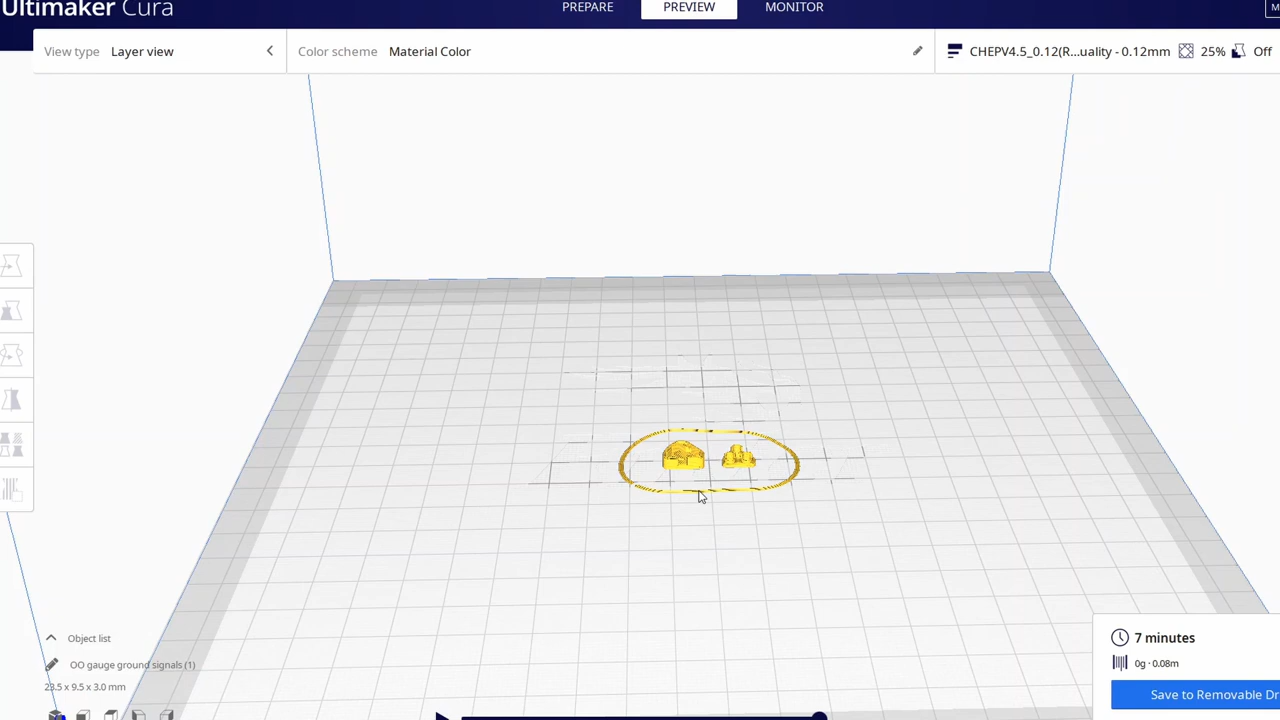 Ultimaker Cura
PREPARE
PREVIEW
MONITOR
View type Layer view
Color scheme Material Color
CHEPV4.5_0.12(R...uality - 0.12mm
25%
Off
Object list
OO gauge ground signals (1)
23.5 x 9.5 x 3.0 mm
7 minutes
0g · 0.08m
Save to Removable Dr